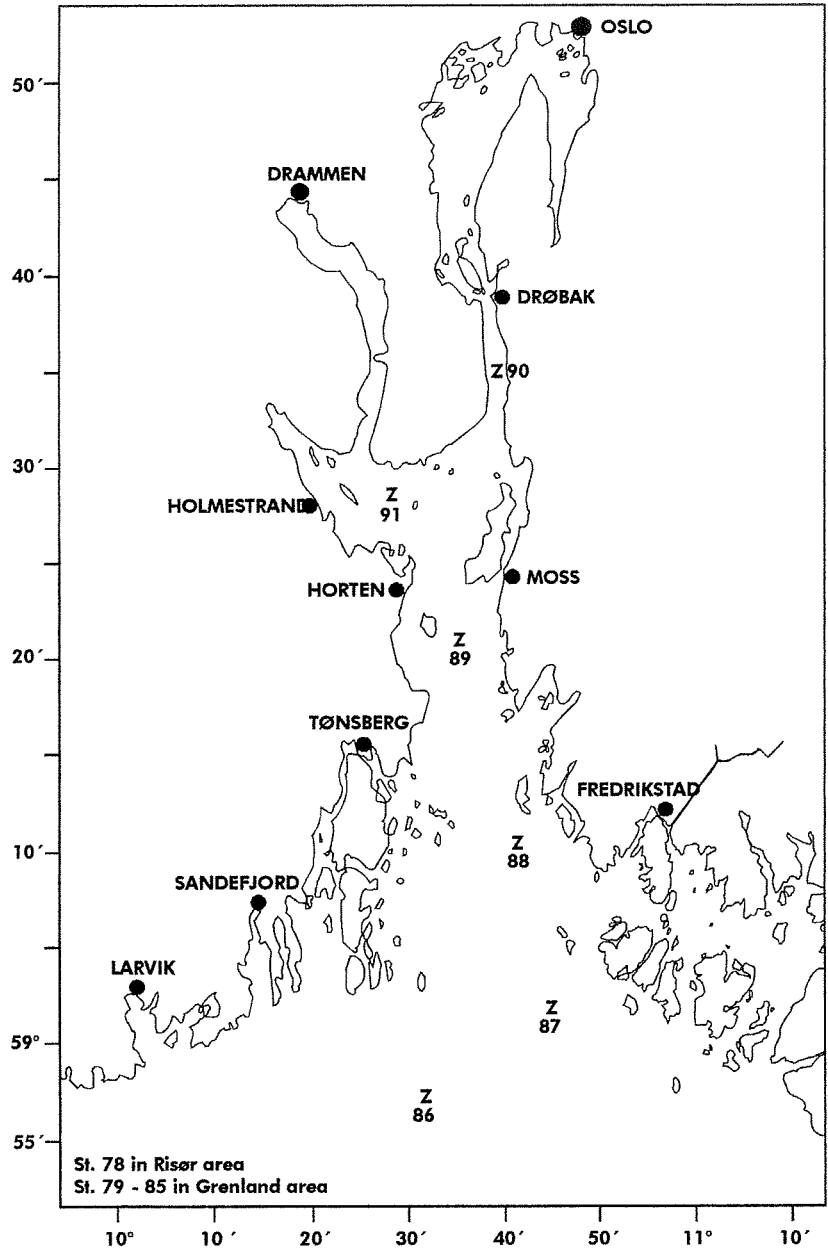 OSLO
50´
DRAMMEN
40´
DRØBAK
Z 90
30´
Z
91
HOLMESTRAND
MOSS
HORTEN
Z
89
20´
TØNSBERG
FREDRIKSTAD
Z
88
10´
SANDEFJORD
LARVIK
Z
87
59°
Z
86
55´
St. 78 in Risør area
St. 79 - 85 in Grenland area
10° 10 ´ 20´ 30´ 40´ 50´ 11° 10´